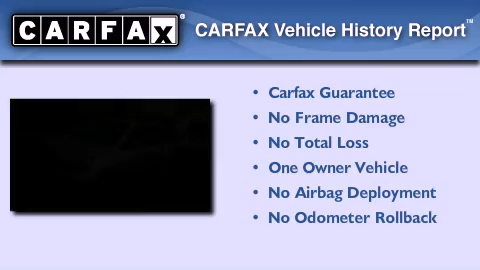 CARFAX® CARFAX Vehicle History Report™
• Carfax Guarantee
• No Frame Damage
• No Total Loss
• One Owner Vehicle
• No Airbag Deployment
• No Odometer Rollback